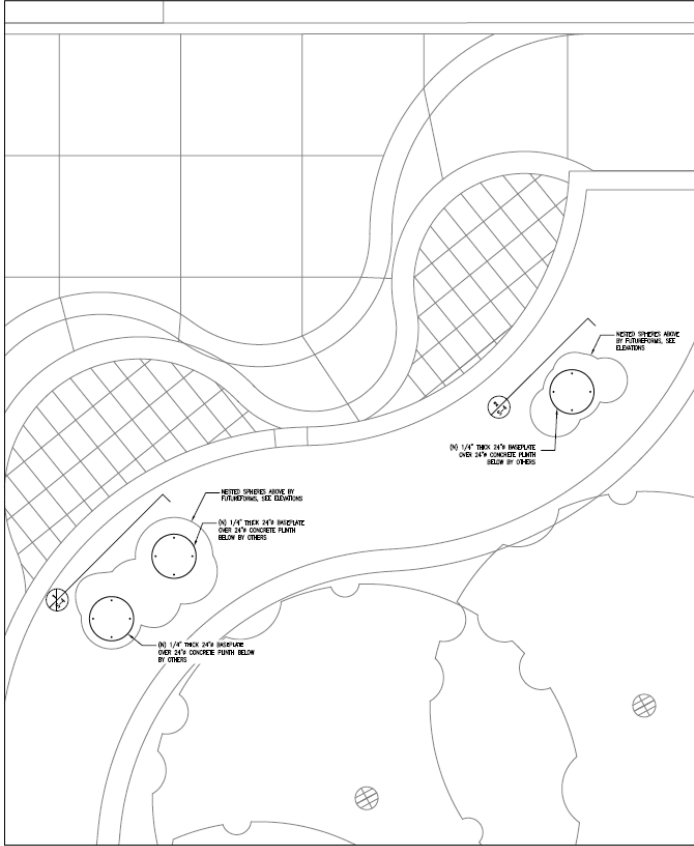 NESTED SPHERES ABOVE
BY FUTUREFORMS, SEE
ELEVATIONS
(N) 1/4" THICK 24"Ø BASEPLATE
OVER 24"Ø CONCRETE PLINTH
BELOW BY OTHERS
NESTED SPHERES ABOVE BY
FUTUREFORMS, SEE ELEVATIONS
(N) 1/4" THICK 24"Ø BASEPLATE
OVER 24"Ø CONCRETE PLINTH
BELOW BY OTHERS
(N) 1/4" THICK 24"Ø BASEPLATE
OVER 24"Ø CONCRETE PLINTH BELOW
BY OTHERS